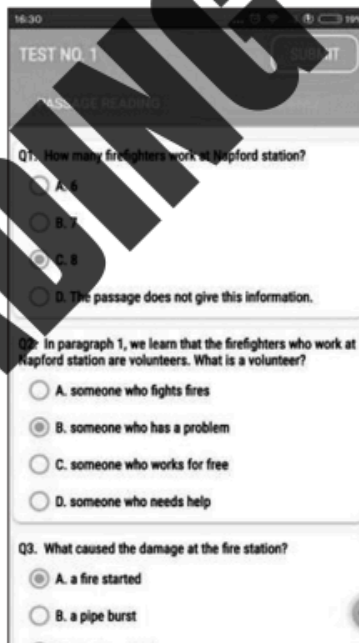 16:30
19%
TEST NO. 1
SUBMIT
PASSAGE READING
Q1. How many firefighters work at Napford station?
A. 6
B. 7
C. 8
D. The passage does not give this information.
Q2. In paragraph 1, we learn that the firefighters who work at
Napford station are volunteers. What is a volunteer?
A. someone who fights fires
B. someone who has a problem
C. someone who works for free
D. someone who needs help
Q3. What caused the damage at the fire station?
A. a fire started
B. a pipe burst
DING